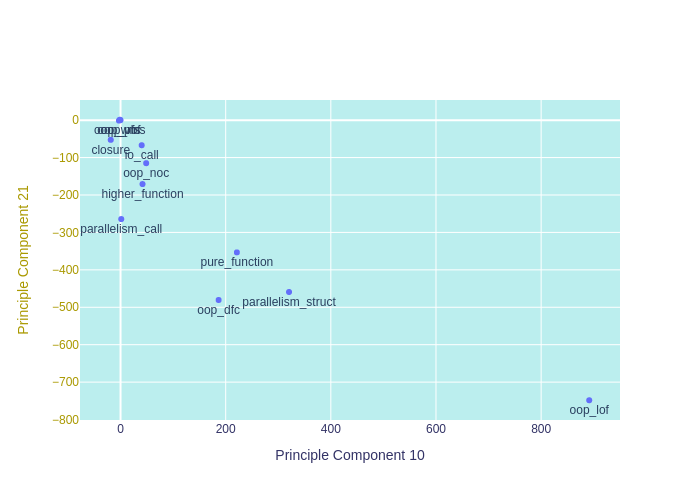 0
−100
−200
−300
−400
−500
−600
−700
−800
Principle Component 21
closure
io_call
oop_noc
higher_function
parallelism_call
pure_function
parallelism_struct
oop_dfc
oop_lof
0
200
400
600
800
Principle Component 10